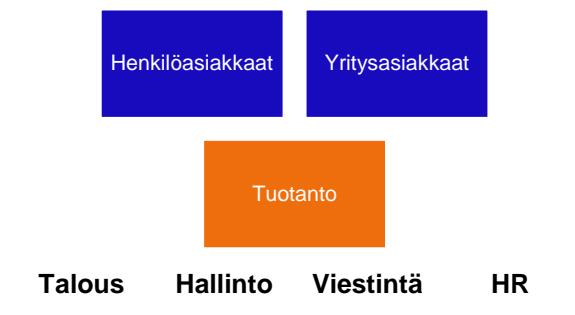 Henkilöasiakkaat Yritysasiakkaat
Tuotanto
Talous Hallinto Viestintä HR